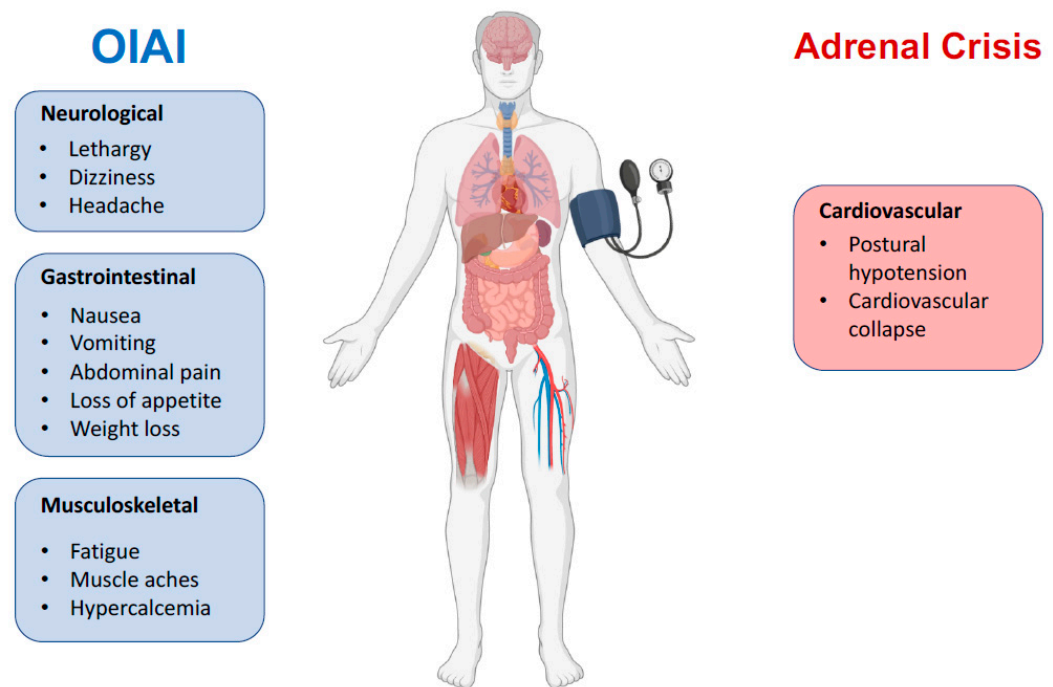 OIAI
Neurological
• Lethargy
• Dizziness
• Headache
Gastrointestinal
• Nausea
• Vomiting
• Abdominal pain
• Loss of appetite
• Weight loss
Musculoskeletal
• Fatigue
• Muscle aches
• Hypercalcemia
Adrenal Crisis
Cardiovascular
• Postural
hypotension
• Cardiovascular
collapse